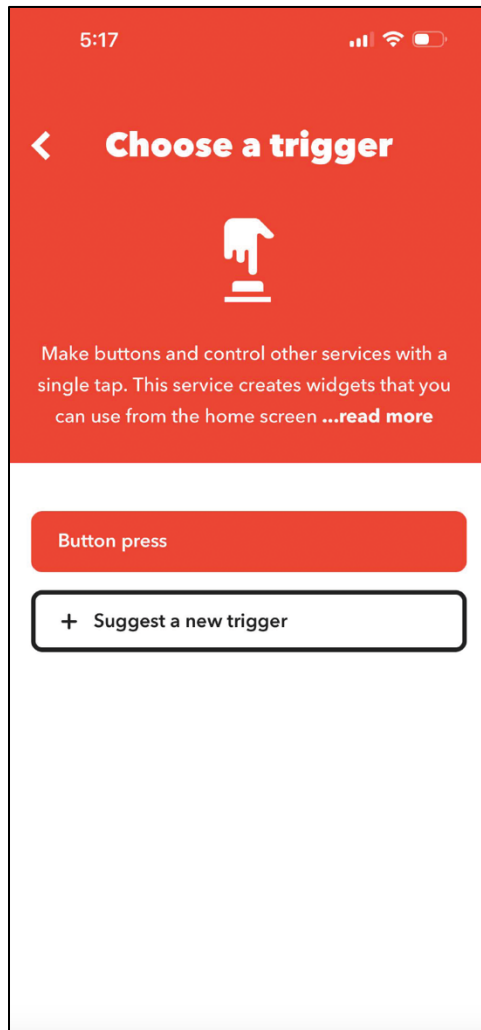 5:17
Choose a trigger
Make buttons and control other services with a
single tap. This service creates widgets that you
can use from the home screen ...read more
Button press
+ Suggest a new trigger